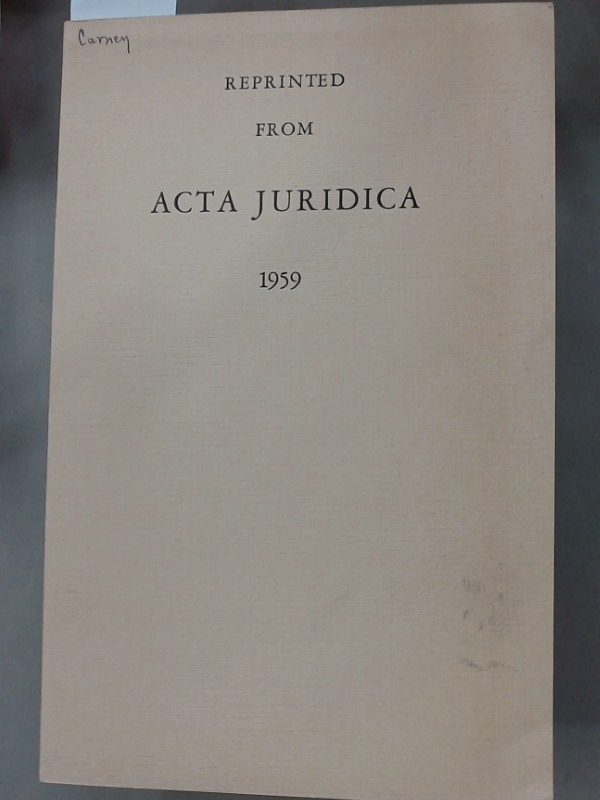 Carney
REPRINTED
FROM
ACTA JURIDICA
1959